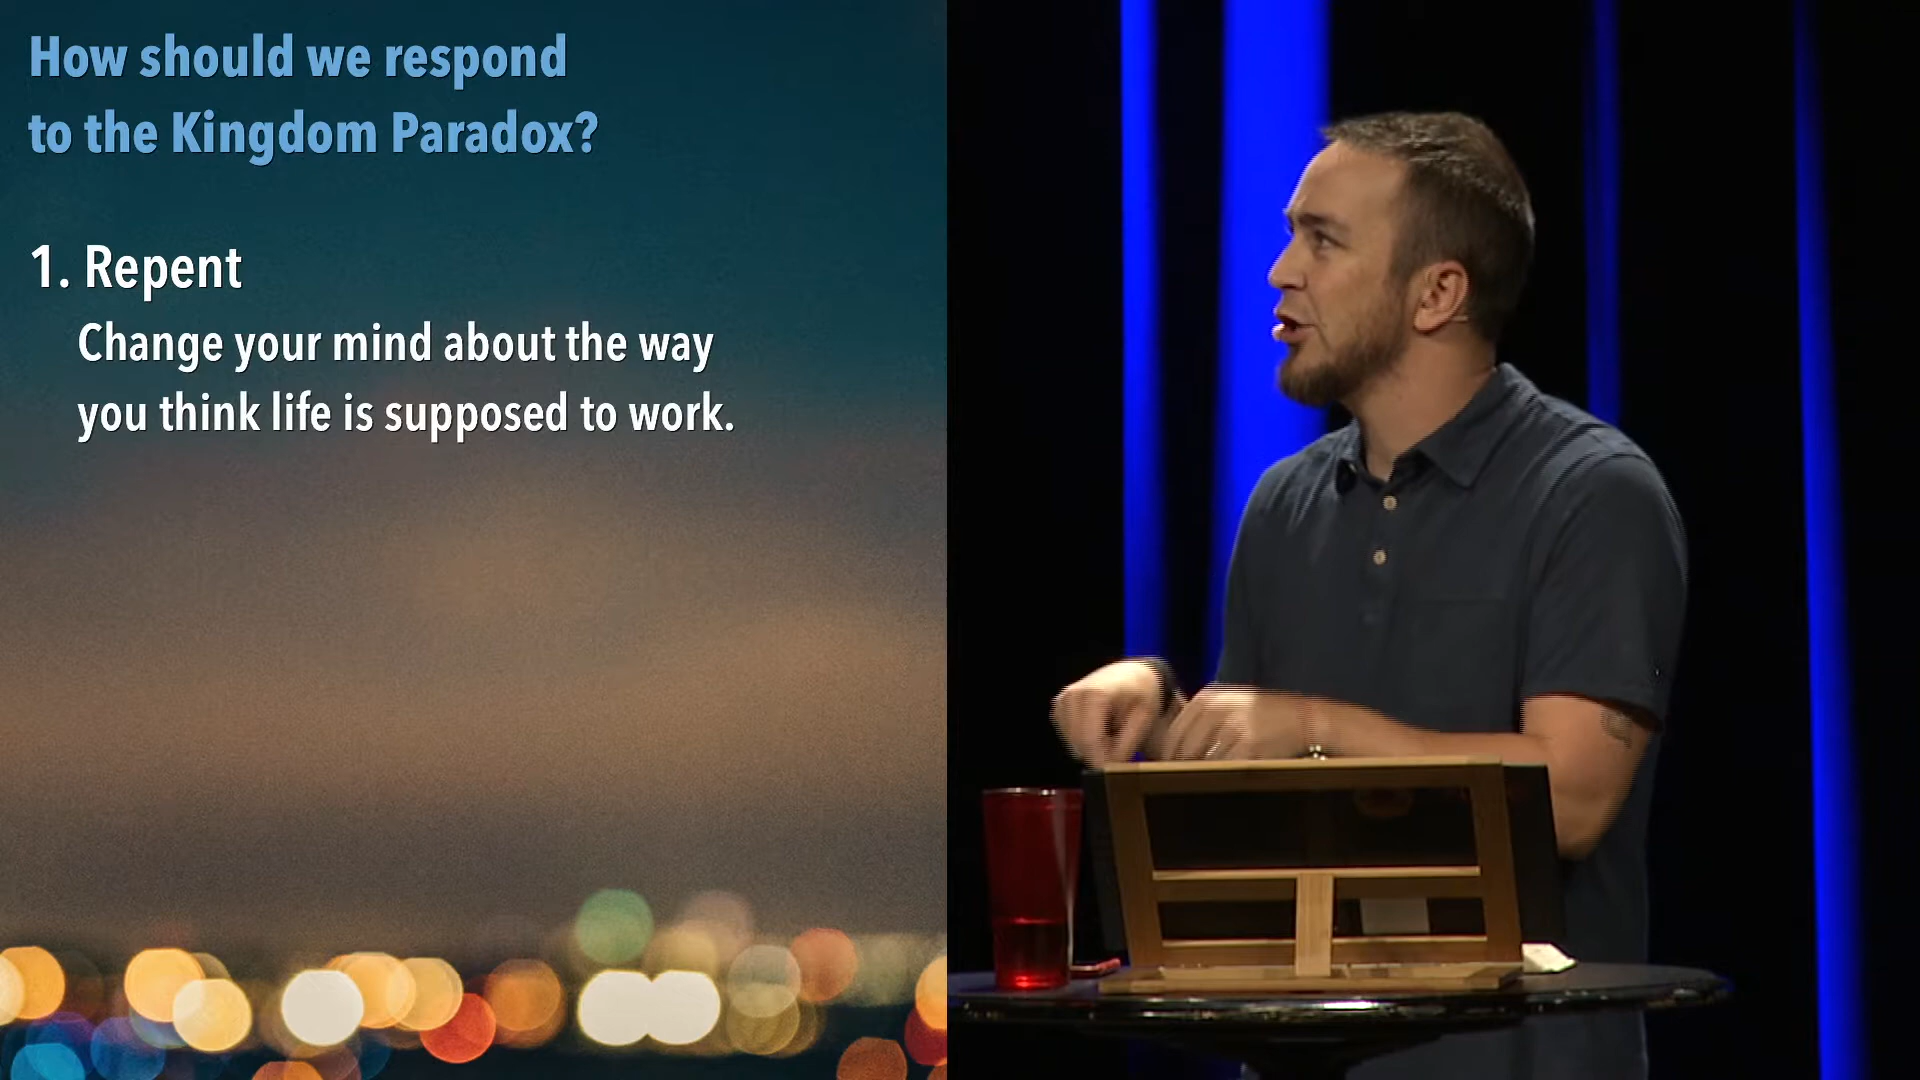 How should we respond
to the Kingdom Paradox?
1. Repent
Change your mind about the way
you think life is supposed to work.